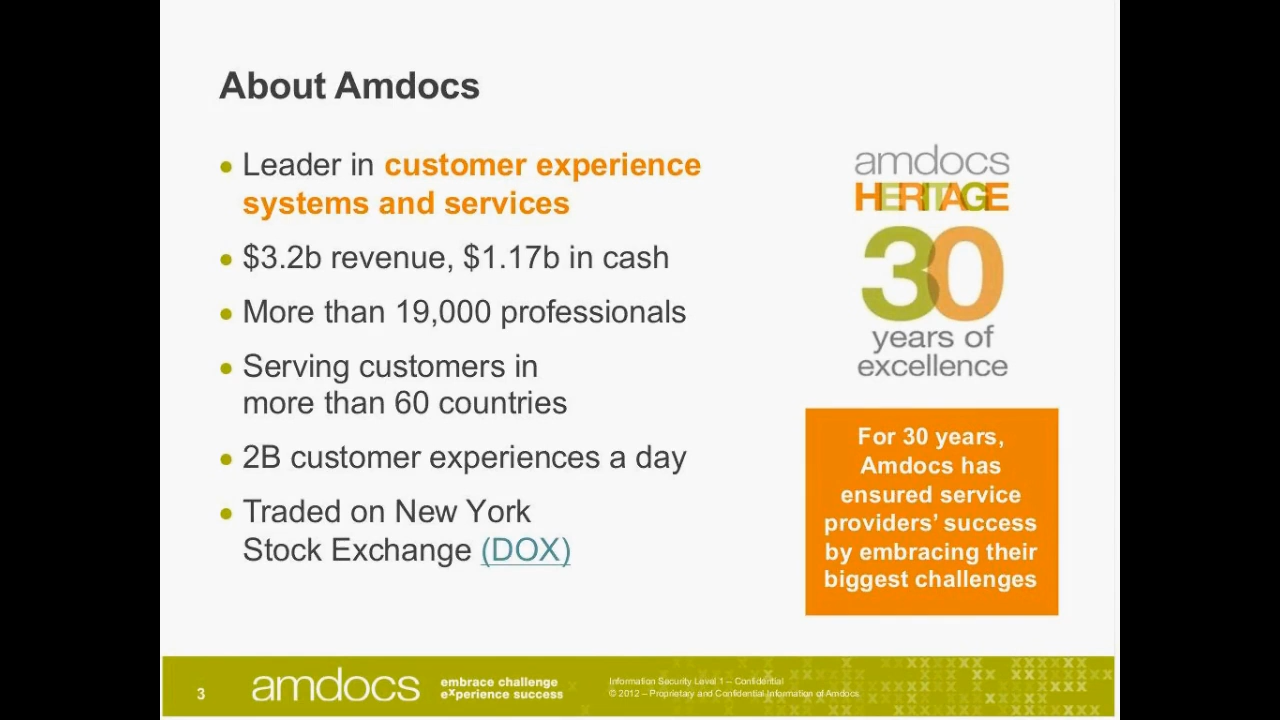 About Amdocs
• Leader in customer experience
systems and services
• $3.2b revenue, $1.17b in cash
• More than 19,000 professionals
• Serving customers in
more than 60 countries
• 2B customer experiences a day
• Traded on New York
Stock Exchange (DOX)
amdocs
HERITAGE
30
years of
excellence
For 30 years,
Amdocs has
ensured service
providers’ success
by embracing their
biggest challenges
3
amdocs
embrace challenge
experience success
Information Security Level 1 – Confidential
© 2012 – Proprietary and Confidential Information of Amdocs